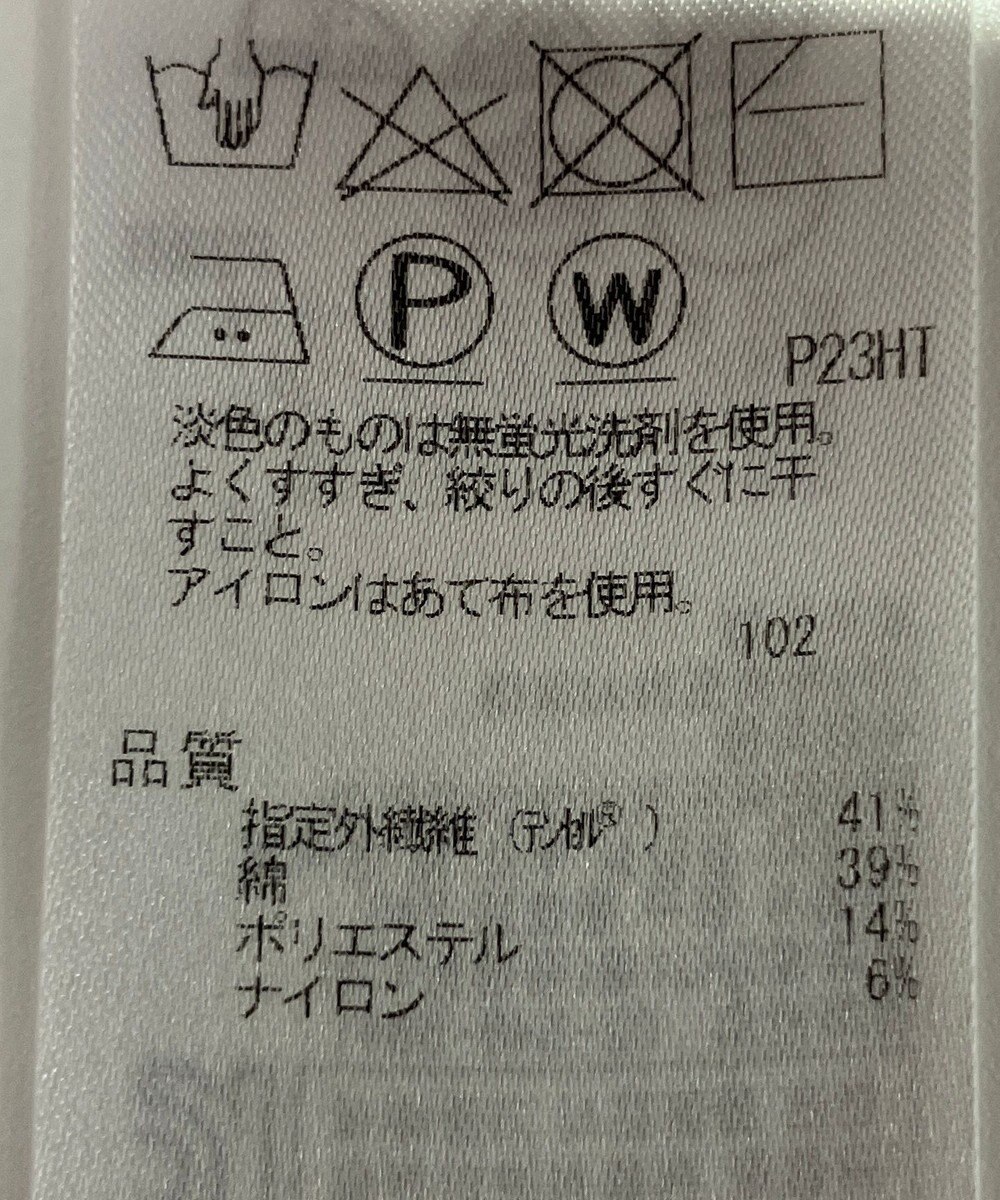 P W
P23HT
淡色のものは無蛍光洗剤を使用。
よくすすぎ、絞りの後すぐに干
すこと。
アイロンはあて布を使用。
102
品質
指定外繊維（テンセル®） 41%
綿 39%
ポリエステル 14%
ナイロン 6%